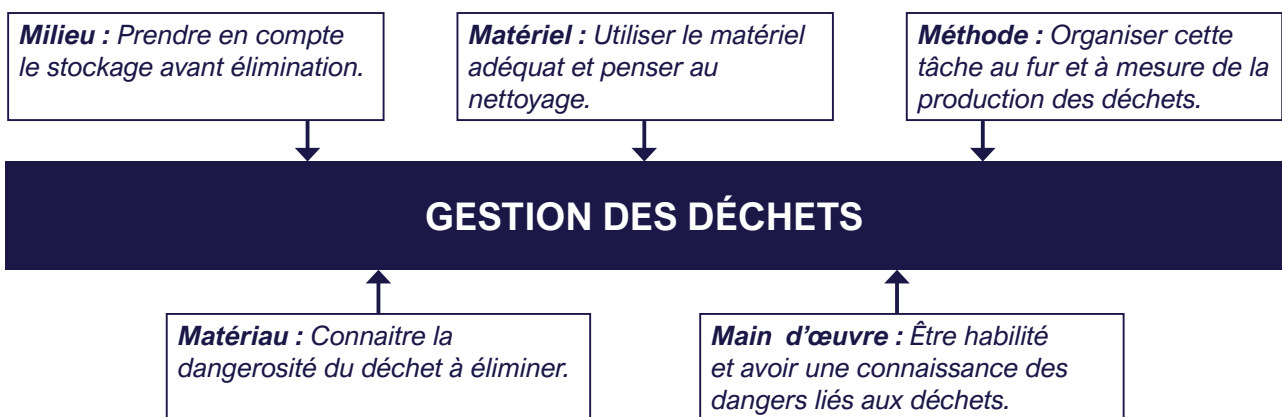 Milieu : Prendre en compte
le stockage avant élimination.
Matériel : Utiliser le matériel
adéquat et penser au
nettoyage.
Méthode : Organiser cette
tâche au fur et à mesure de la
production des déchets.
GESTION DES DÉCHETS
Matériau : Connaitre la
dangerosité du déchet à éliminer.
Main d'œuvre : Être habilité
et avoir une connaissance des
dangers liés aux déchets.